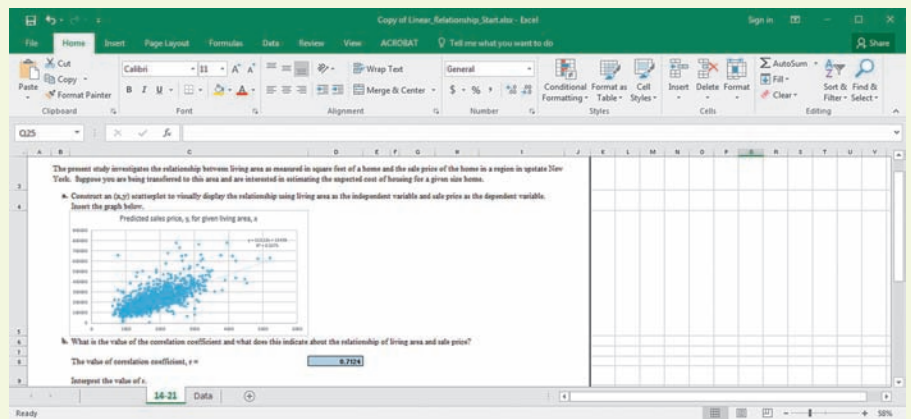 Copy of Linear_Relationship_Start.xlsx - Excel
Sign in
File Home Insert Page Layout Formulas Data Review View ACROBAT Tell me what you want to do Share
Cut
Calibri 11 A A Wrap Text General AutoSum
Copy Fill
Paste Format Painter B I U A Merge & Center $ % Conditional Format as Cell Insert Delete Format Clear Sort & Find &
Formatting Table Styles Filter Select
Clipboard Font Alignment Number Styles Cells Editing
Q25 fx
A B C D E F G H I J K L M N O P Q R S T U V
The present study investigates the relationship between living area as measured in square feet of a home and the sale price of the home in a region in upstate New
York. Suppose you are being transferred to this area and are interested in estimating the expected cost of housing for a given size home.
a. Construct an (x,y) scatterplot to visually display the relationship using living area as the independent variable and sale price as the dependent variable.
Insert the graph below.
Predicted sales price, y, for given living area, x
b. What is the value of the correlation coefficient and what does this indicate about the relationship of living area and sale price?
The value of correlation coefficient, r = 0.7124
Interpret the value of r.
14-21 Data
Ready 58%